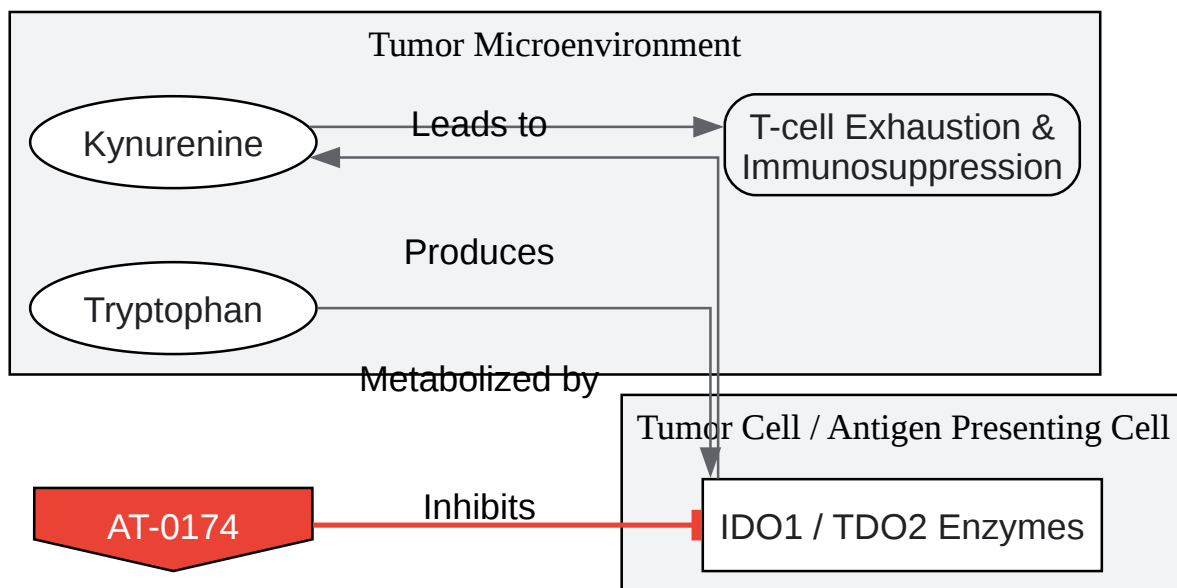 Tumor Microenvironment
Kynurenine
Leads to
T-cell Exhaustion &
Immunosuppression
Produces
Tryptophan
Metabolized by
Tumor Cell / Antigen Presenting Cell
AT-0174
Inhibits
IDO1 / TDO2 Enzymes